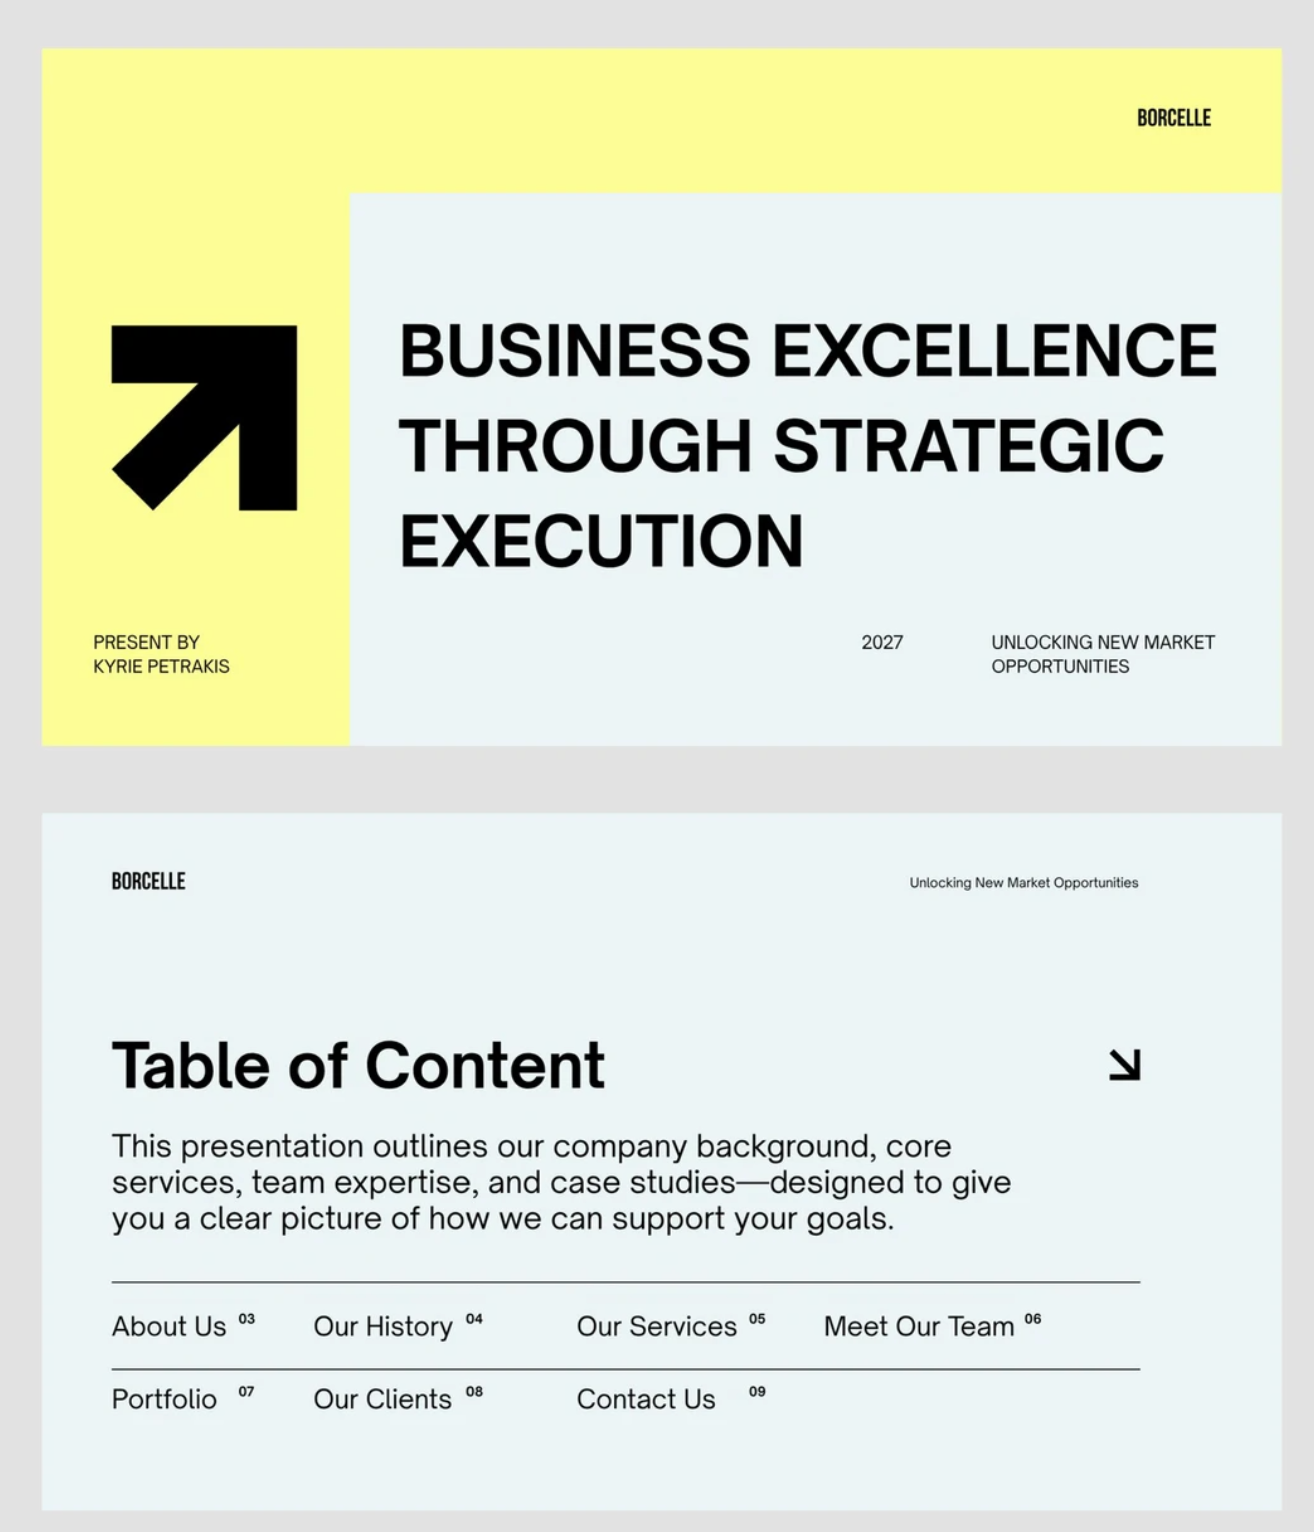 BORCELLE
BUSINESS EXCELLENCE
THROUGH STRATEGIC
EXECUTION
PRESENT BY
KYRIE PETRAKIS
2027
UNLOCKING NEW MARKET
OPPORTUNITIES
BORCELLE
Unlocking New Market Opportunities
Table of Content
This presentation outlines our company background, core
services, team expertise, and case studies—designed to give
you a clear picture of how we can support your goals.
About Us 03 Our History 04 Our Services 05 Meet Our Team 06
Portfolio 07 Our Clients 08 Contact Us 09